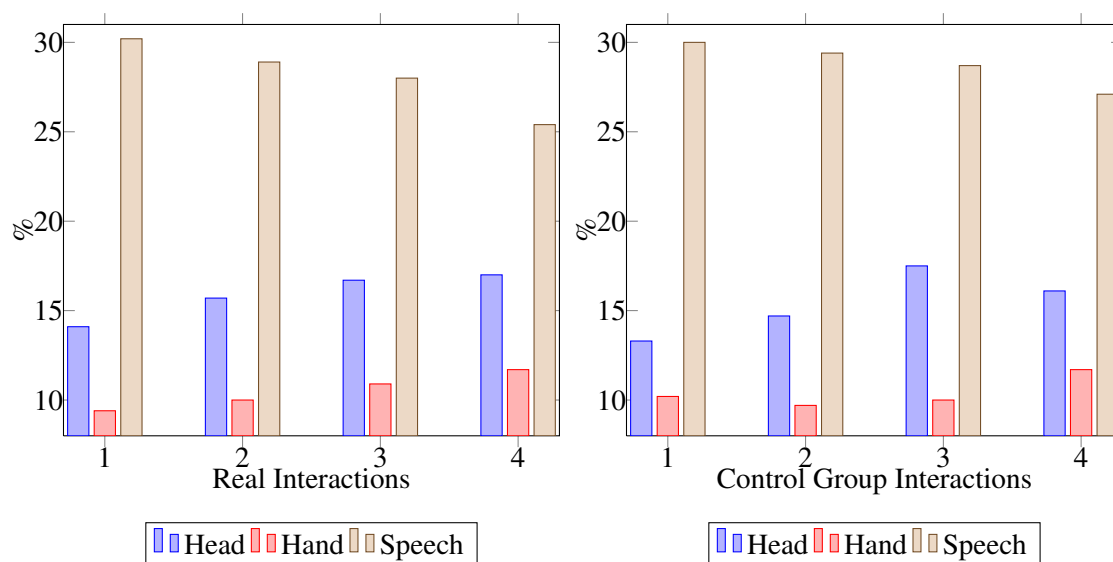 30
25
20
15
10
%
1 2 3 4
Real Interactions
Head Hand Speech
30
25
20
15
10
%
1 2 3 4
Control Group Interactions
Head Hand Speech